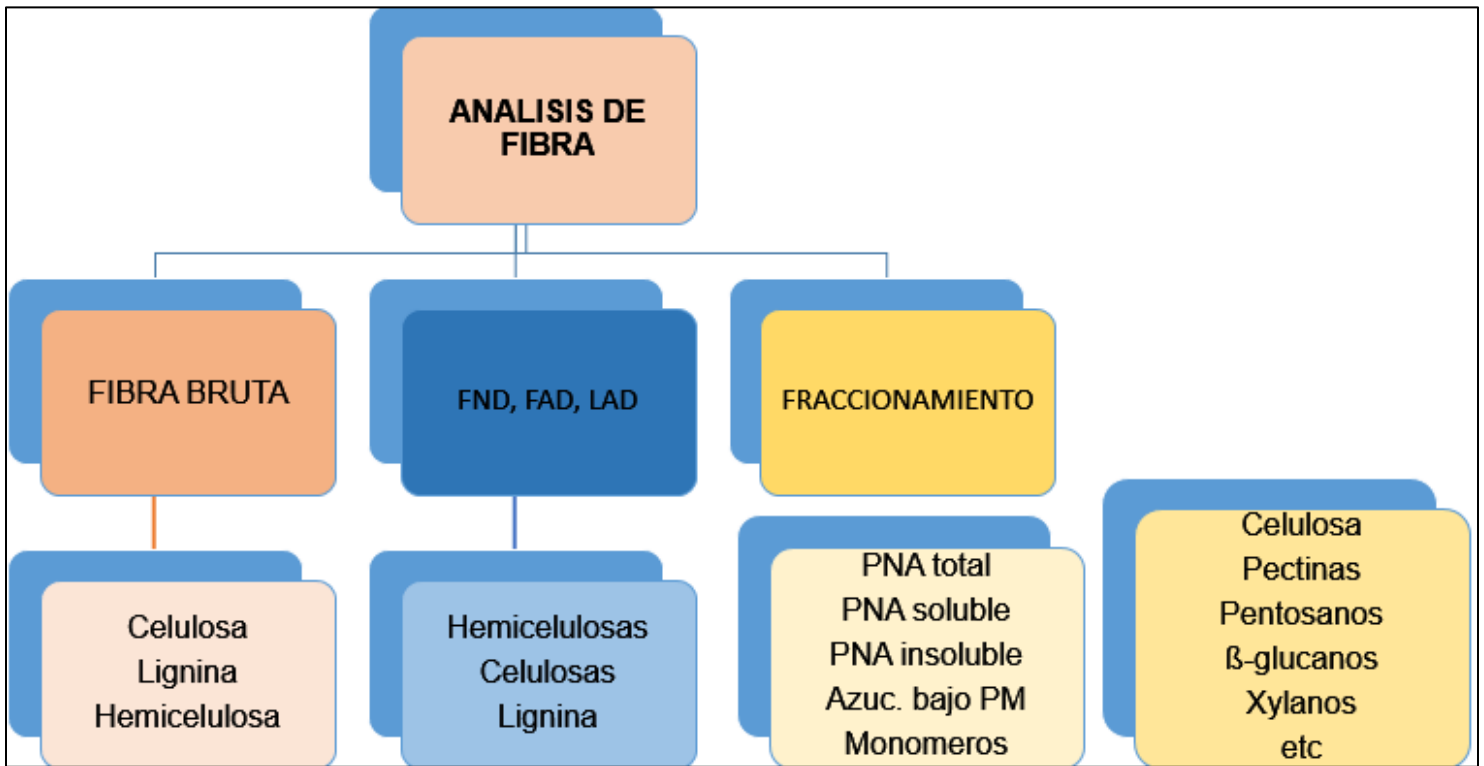 ANALISIS DE
FIBRA
FIBRA BRUTA
FND, FAD, LAD
FRACCIONAMIENTO
Celulosa
Lignina
Hemicelulosa
Hemicelulosas
Celulosas
Lignina
PNA total
PNA soluble
PNA insoluble
Azuc. bajo PM
Monomeros
Celulosa
Pectinas
Pentosanos
ß-glucanos
Xylanos
etc